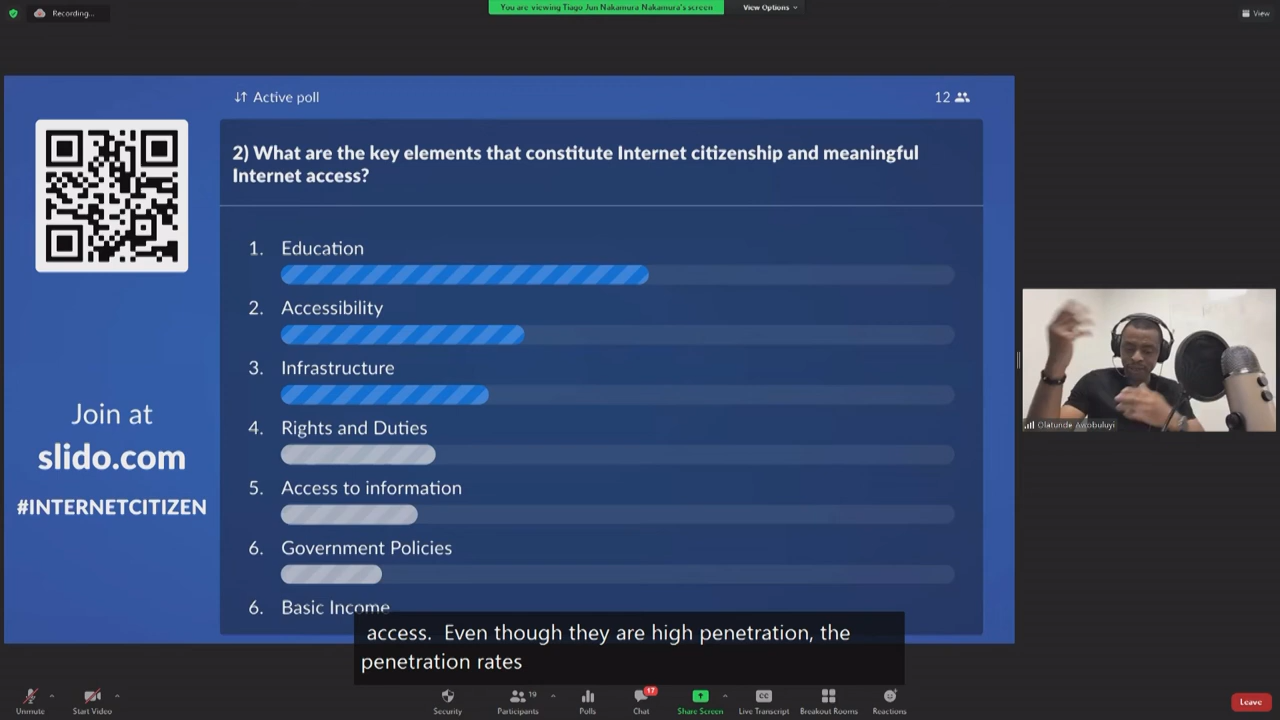 Recording...
You are viewing Tiago Jun Nakamura Nakamura's screen
View Options
View
Active poll
12
2) What are the key elements that constitute Internet citizenship and meaningful
Internet access?
1. Education
2. Accessibility
3. Infrastructure
4. Rights and Duties
5. Access to information
6. Government Policies
6. Basic Income
Join at
slido.com
#INTERNETCITIZEN
Olatunde Awobuluyi
access. Even though they are high penetration, the
penetration rates
Unmute
Start Video
Security
Participants
19
Polls
Chat
17
Share Screen
CC
Live Transcript
Breakout Rooms
Reactions
Leave